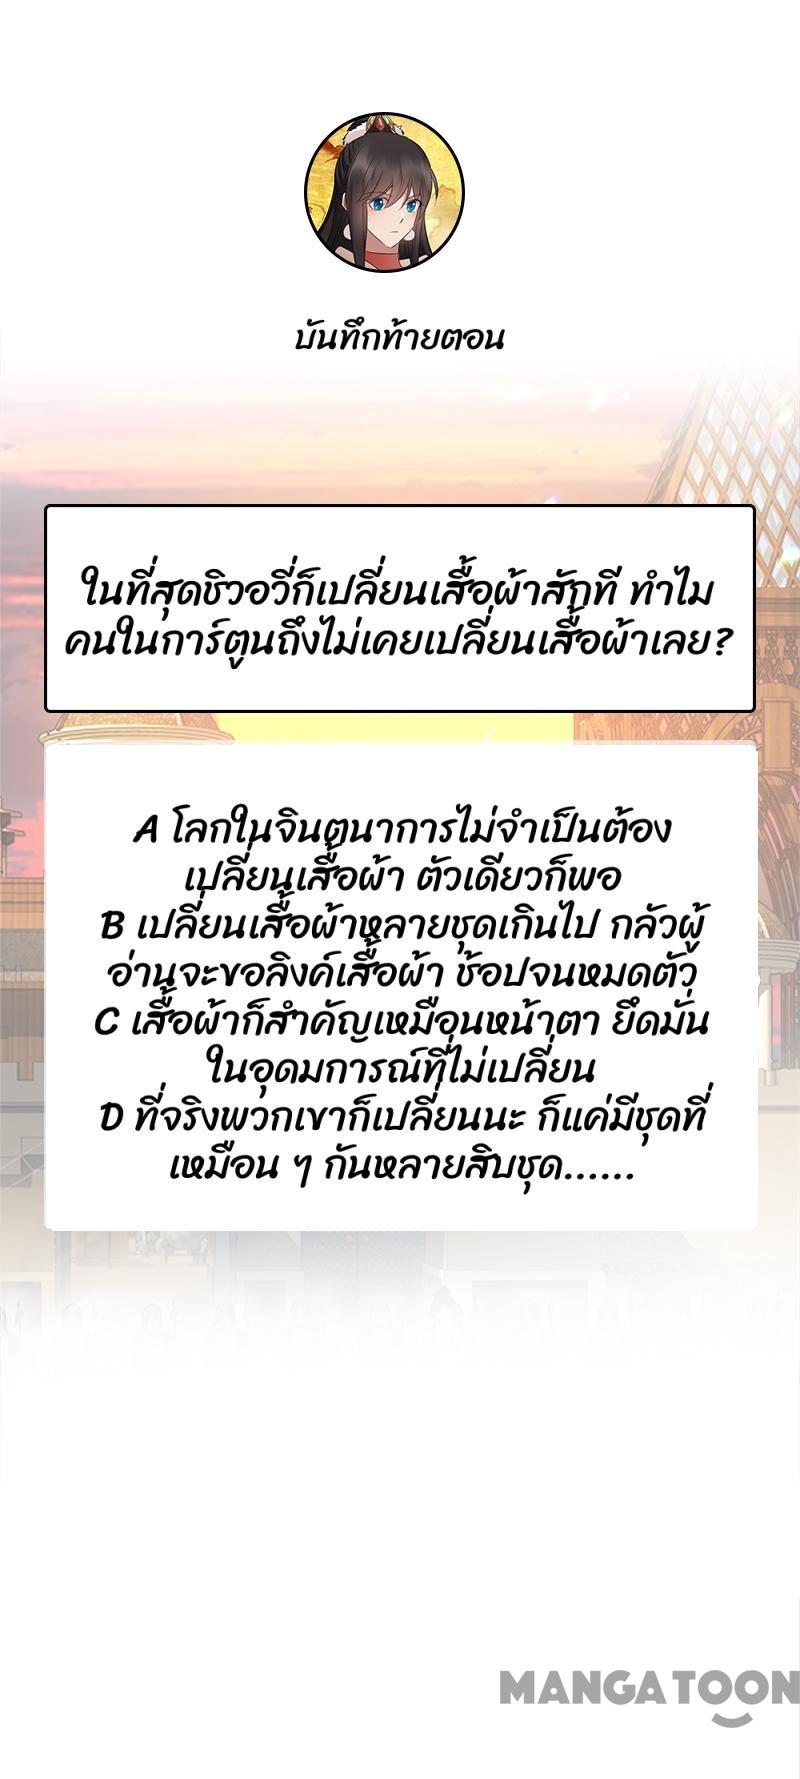 บันทึกท้ายตอน
ในที่สุดชิวอวี่ก็เปลี่ยนเสื้อผ้าสักที ทำไม
คนในการ์ตูนถึงไม่เคยเปลี่ยนเสื้อผ้าเลย?
A โลกในจินตนาการไม่จำเป็นต้อง
เปลี่ยนเสื้อผ้า ตัวเดียวก็พอ
B เปลี่ยนเสื้อผ้าหลายชุดเกินไป กลัวผู้
อ่านจะขอลิงค์เสื้อผ้า ช้อปจนหมดตัว
C เสื้อผ้าก็สำคัญเหมือนหน้าตา ยึดมั่น
ในอุดมการณ์ที่ไม่เปลี่ยน
D ที่จริงพวกเขาก็เปลี่ยนนะ ก็แค่มีชุดที่
เหมือน ๆ กันหลายสิบชุด......
MANGATOON